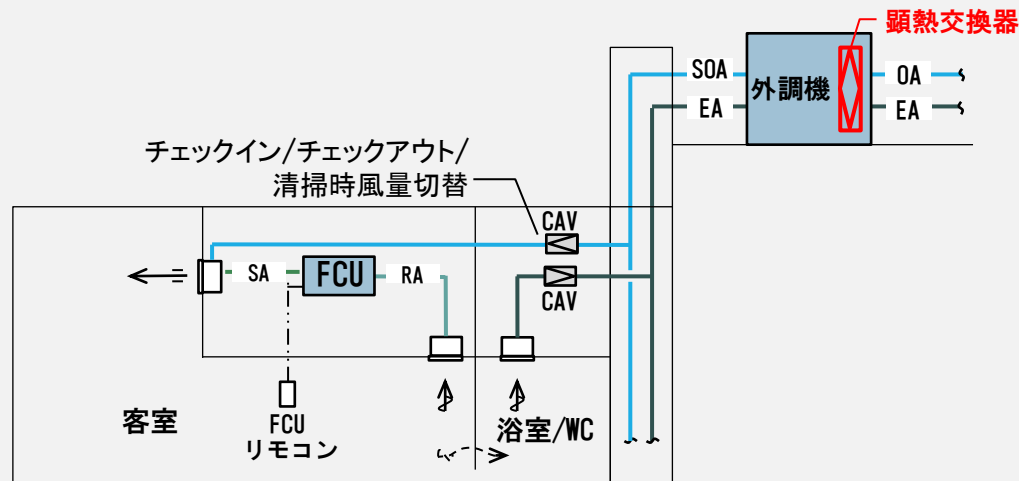 顕熱交換器
SOA
外調機
OA
EA
EA
チェックイン/チェックアウト/
清掃時風量切替
CAV
SA
FCU
RA
CAV
客室
FCU
リモコン
浴室/WC